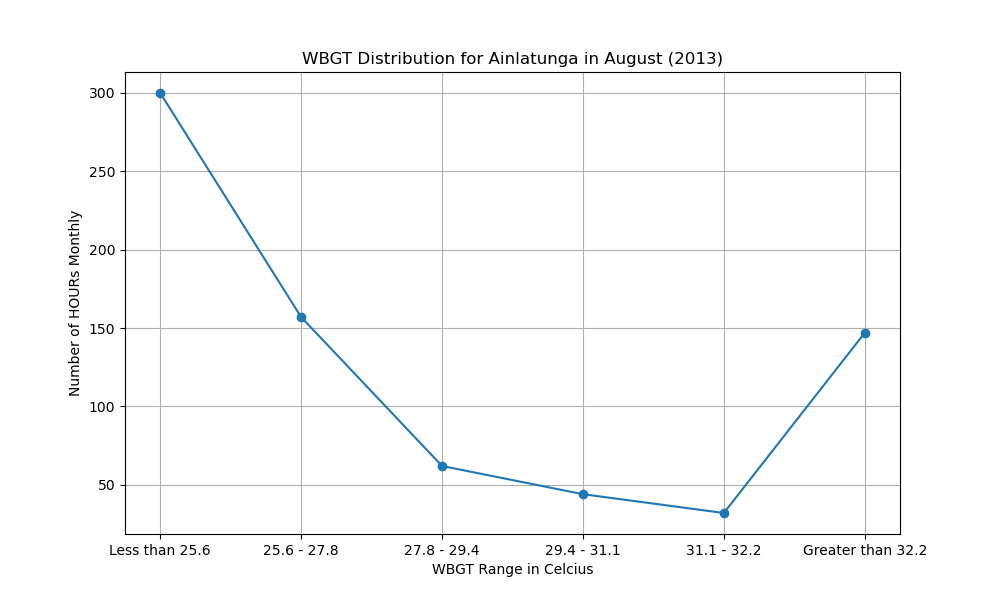 WBGT Distribution for Ainlatunga in August (2013)
300
250
200
150
100
50
Number of HOURs Monthly
Less than 25.6
25.6 - 27.8
27.8 - 29.4
29.4 - 31.1
31.1 - 32.2
Greater than 32.2
WBGT Range in Celcius